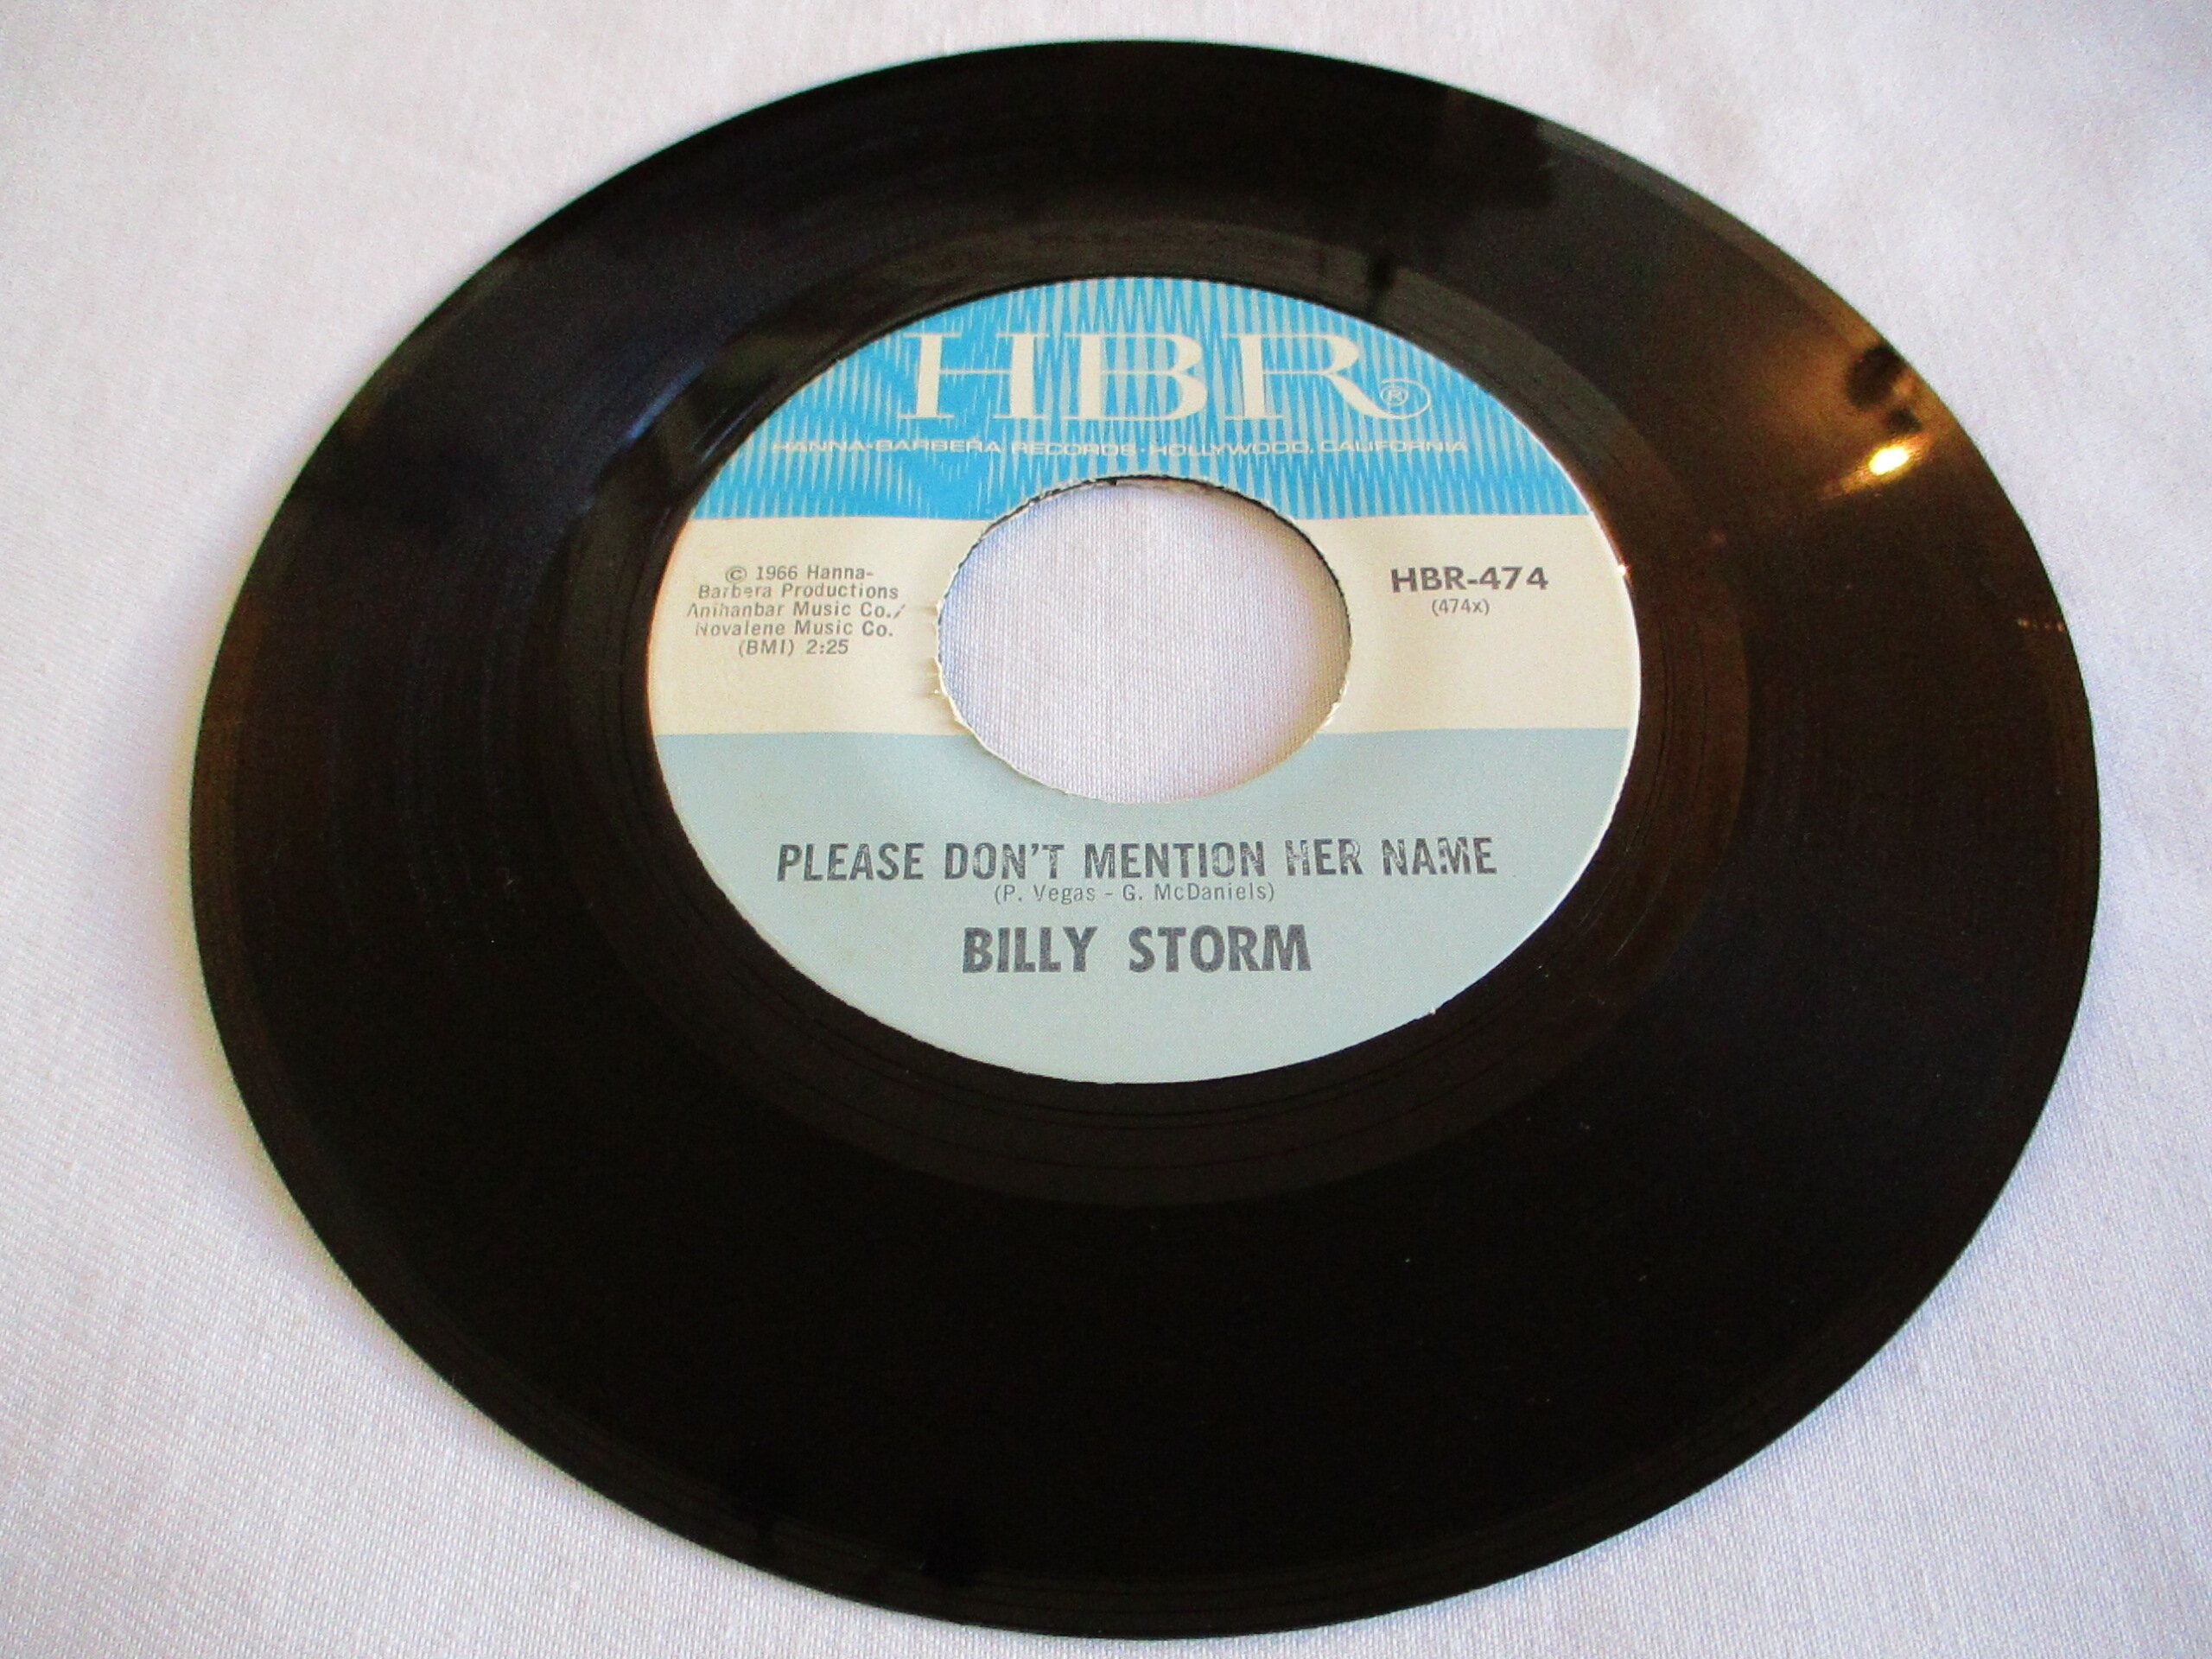 HBR®
HANNA-BARBERA RECORDS · HOLLYWOOD, CALIFORNIA
© 1966 Hanna-
Barbera Productions
Anihanbar Music Co./
Novalene Music Co.
(BMI) 2:25
HBR-474
(474x)
PLEASE DON'T MENTION HER NAME
(P. Vegas - G. McDaniels)
BILLY STORM